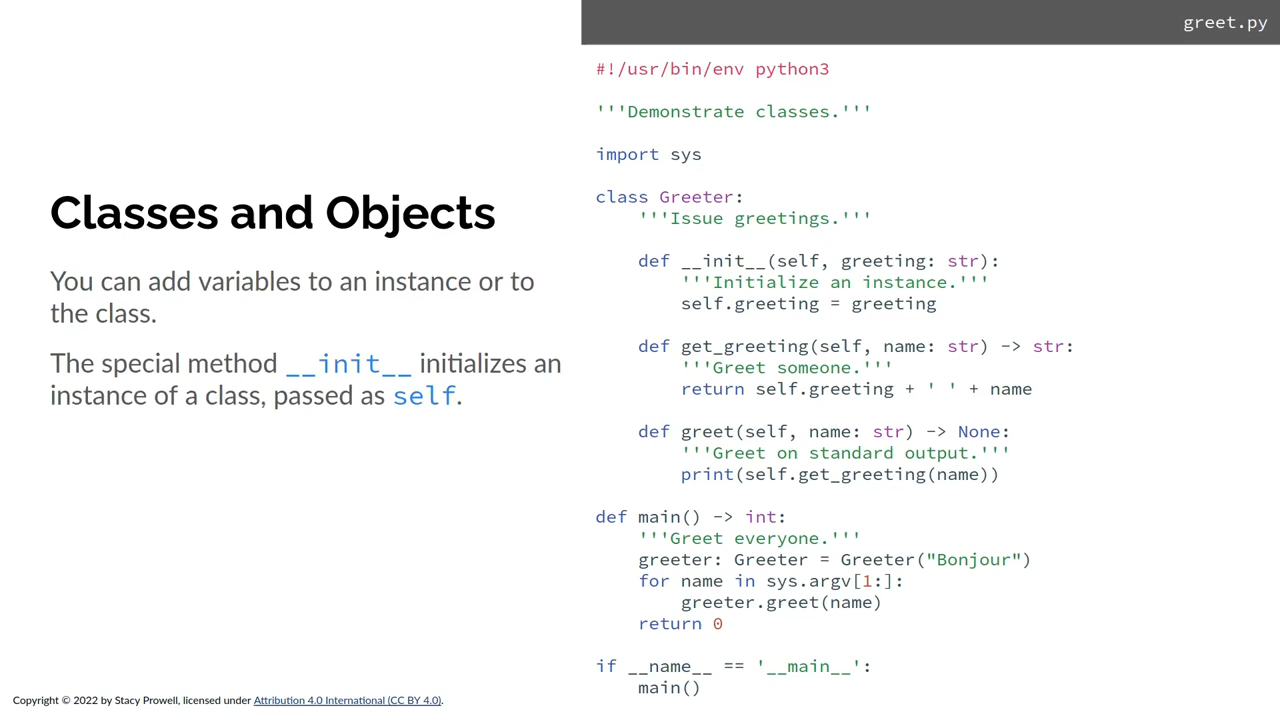 Classes and Objects
You can add variables to an instance or to
the class.
The special method __init__ initializes an
instance of a class, passed as self.
greet.py
#!/usr/bin/env python3
'''Demonstrate classes.'''
import sys
class Greeter:
    '''Issue greetings.'''
    def __init__(self, greeting: str):
        '''Initialize an instance.'''
        self.greeting = greeting
    def get_greeting(self, name: str) -> str:
        '''Greet someone.'''
        return self.greeting + ' ' + name
    def greet(self, name: str) -> None:
        '''Greet on standard output.'''
        print(self.get_greeting(name))
def main() -> int:
    '''Greet everyone.'''
    greeter: Greeter = Greeter("Bonjour")
    for name in sys.argv[1:]:
        greeter.greet(name)
    return 0
if __name__ == '__main__':
    main()
Copyright © 2022 by Stacy Prowell, licensed under Attribution 4.0 International (CC BY 4.0).